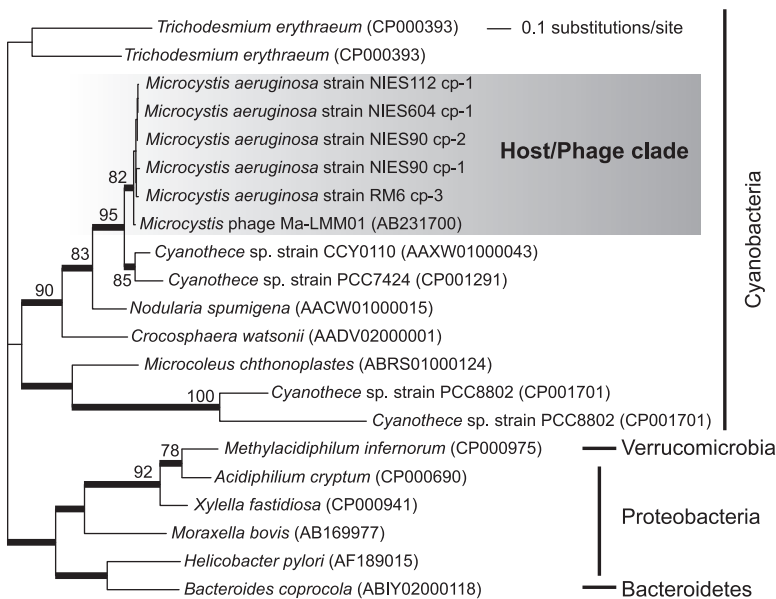 Trichodesmium erythraeum (CP000393)
0.1 substitutions/site
Trichodesmium erythraeum (CP000393)
Microcystis aeruginosa strain NIES112 cp-1
Microcystis aeruginosa strain NIES604 cp-1
Microcystis aeruginosa strain NIES90 cp-2
Host/Phage clade
Microcystis aeruginosa strain NIES90 cp-1
82
Microcystis aeruginosa strain RM6 cp-3
95
Microcystis phage Ma-LMM01 (AB231700)
83
Cyanothece sp. strain CCY0110 (AAXW01000043)
85
Cyanothece sp. strain PCC7424 (CP001291)
90
Nodularia spumigena (AACW01000015)
Crocosphaera watsonii (AADV02000001)
Microcoleus chthonoplastes (ABRS01000124)
100
Cyanothece sp. strain PCC8802 (CP001701)
Cyanothece sp. strain PCC8802 (CP001701)
Cyanobacteria
78
Methylacidiphilum infernorum (CP000975)
Verrucomicrobia
92
Acidiphilium cryptum (CP000690)
Xylella fastidiosa (CP000941)
Proteobacteria
Moraxella bovis (AB169977)
Helicobacter pylori (AF189015)
Bacteroides coprocola (ABIY02000118)
Bacteroidetes